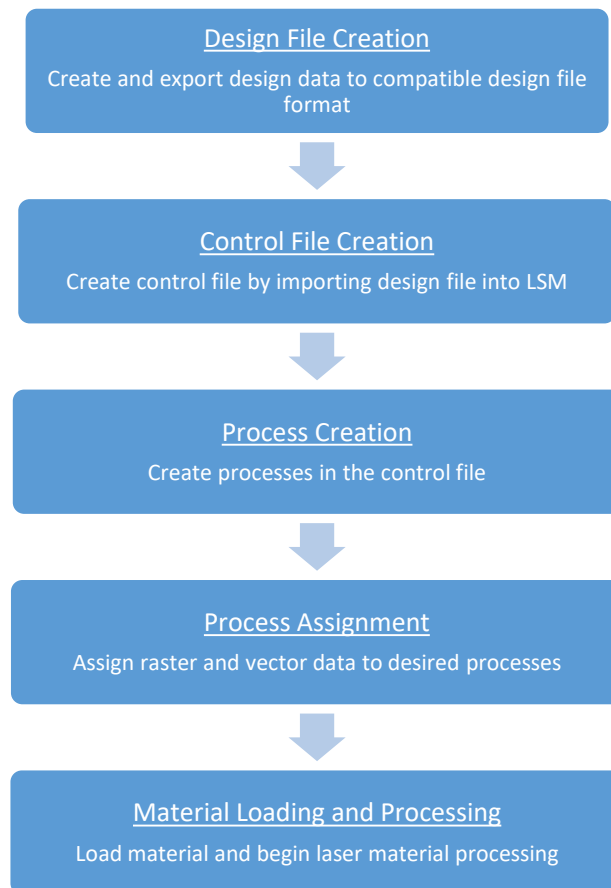 Design File Creation
Create and export design data to compatible design file
format
Control File Creation
Create control file by importing design file into LSM
Process Creation
Create processes in the control file
Process Assignment
Assign raster and vector data to desired processes
Material Loading and Processing
Load material and begin laser material processing